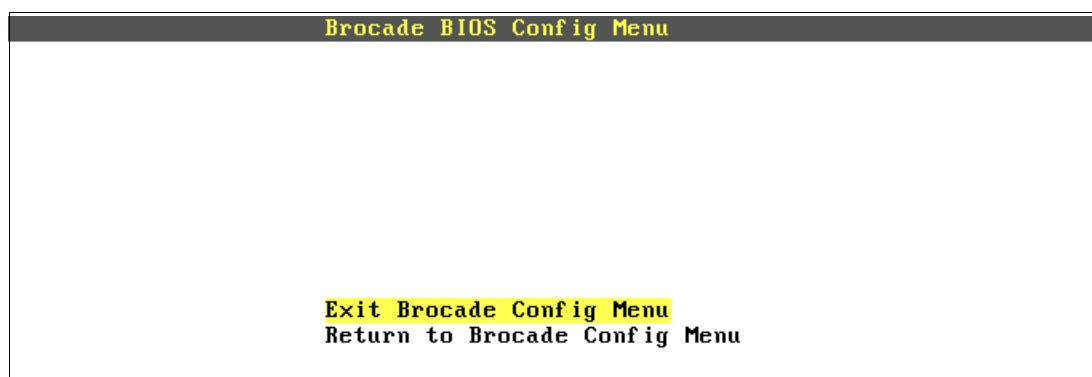 Brocade BIOS Config Menu
Exit Brocade Config Menu
Return to Brocade Config Menu